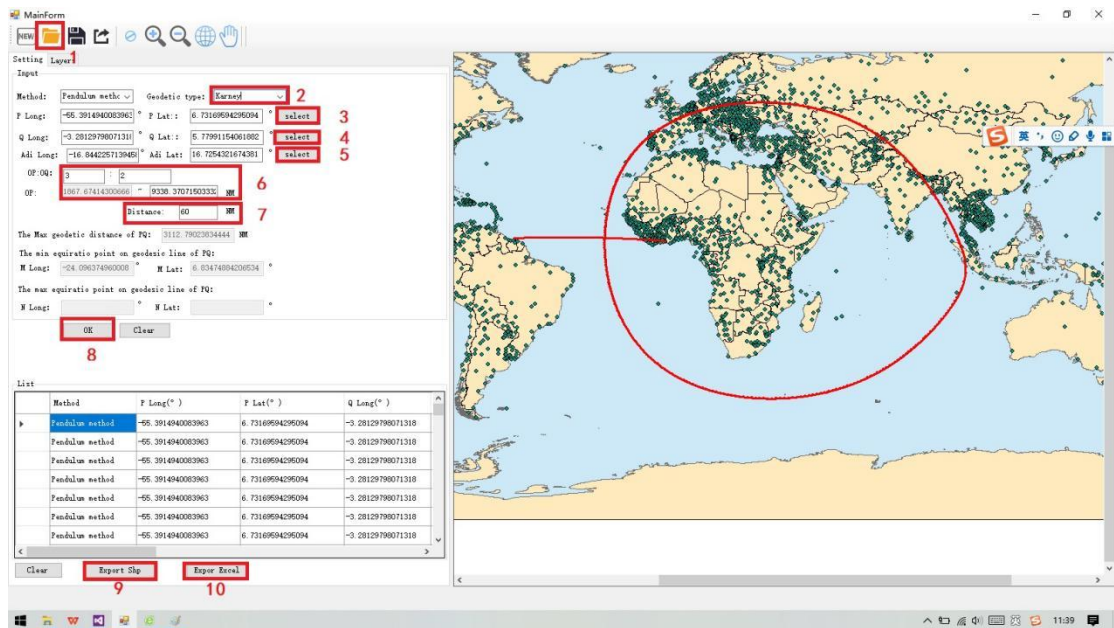 MainForm
NEW
1
Setting Layer
Input
Method: Pendulum methc Geodetic type: Karney 2
P Long: -55.3914940083963 ° P Lat:: 6.73169594295094 ° select 3
Q Long: -3.2812979807131 ° Q Lat:: 5.77991154061882 ° select 4
Adi Long: -16.844225713945 ° Adi Lat: 16.7254321674381 ° select 5
OP:OQ: 3 : 2 6
OP: 1867.67414300666 ~ 9338.3707150333 NM
Distance: 60 NM 7
The Max geodetic distance of PQ: 3112.79023834444 NM
The min equiratio point on geodesic line of PQ:
M Long: -24.096374960008 ° M Lat: 6.83474884206534 °
The max equiratio point on geodesic line of PQ:
N Long: ° N Lat: °
OK Clear
8
List
Method P Long(° ) P Lat(° ) Q Long(° )
Pendulum method -55.3914940083963 6.73169594295094 -3.28129798071318
Pendulum method -55.3914940083963 6.73169594295094 -3.28129798071318
Pendulum method -55.3914940083963 6.73169594295094 -3.28129798071318
Pendulum method -55.3914940083963 6.73169594295094 -3.28129798071318
Pendulum method -55.3914940083963 6.73169594295094 -3.28129798071318
Pendulum method -55.3914940083963 6.73169594295094 -3.28129798071318
Pendulum method -55.3914940083963 6.73169594295094 -3.28129798071318
Clear Export Shp Expor Excel
9 10
S 英
11:39